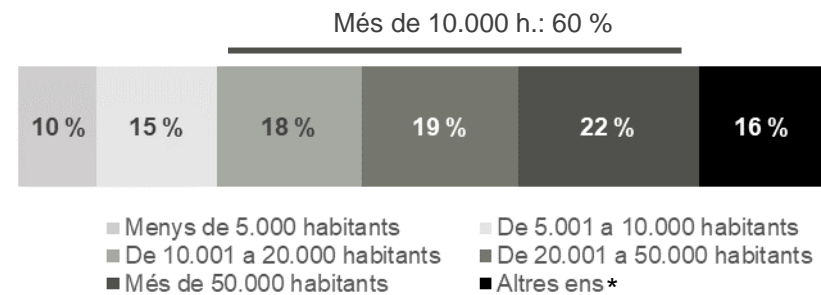 Més de 10.000 h.: 60 %
10 % 15 % 18 % 19 % 22 % 16 %
Menys de 5.000 habitants De 5.001 a 10.000 habitants
De 10.001 a 20.000 habitants De 20.001 a 50.000 habitants
Més de 50.000 habitants Altres ens*